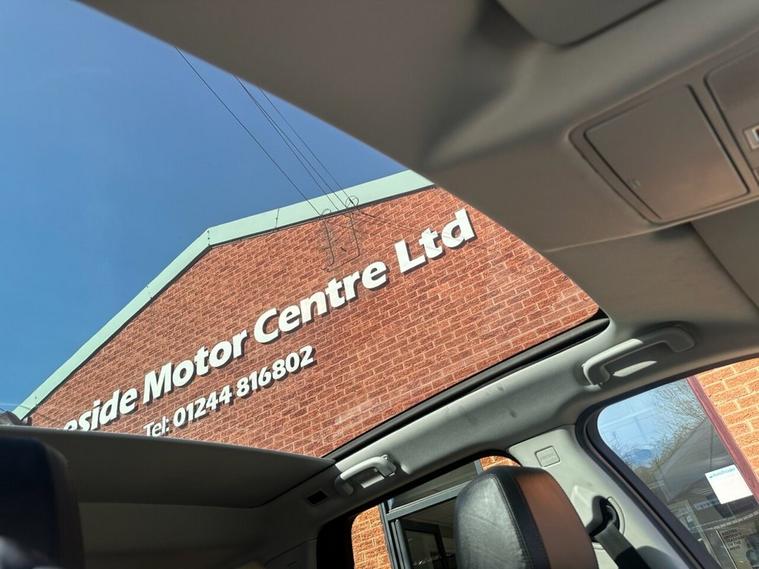 eside Motor Centre Ltd
Tel: 01244 816802